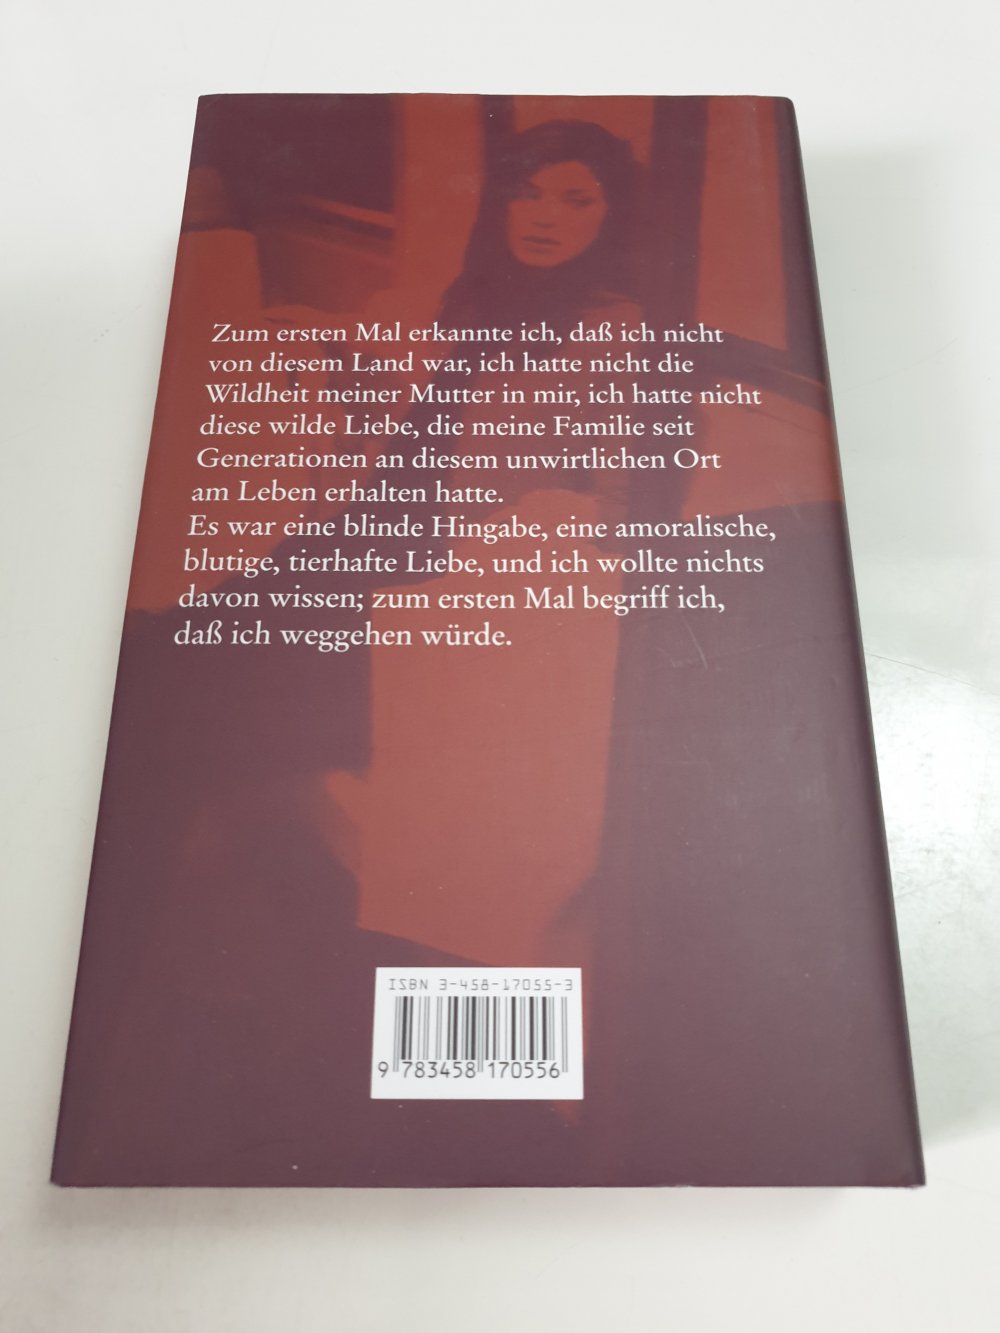 Zum ersten Mal erkannte ich, daß ich nicht
von diesem Land war, ich hatte nicht die
Wildheit meiner Mutter in mir, ich hatte nicht
diese wilde Liebe, die meine Familie seit
Generationen an diesem unwirtlichen Ort
am Leben erhalten hatte.
Es war eine blinde Hingabe, eine amoralische,
blutige, tierhafte Liebe, und ich wollte nichts
davon wissen; zum ersten Mal begriff ich,
daß ich weggehen würde.
ISBN 3-458-17055-3
9 783458 170556